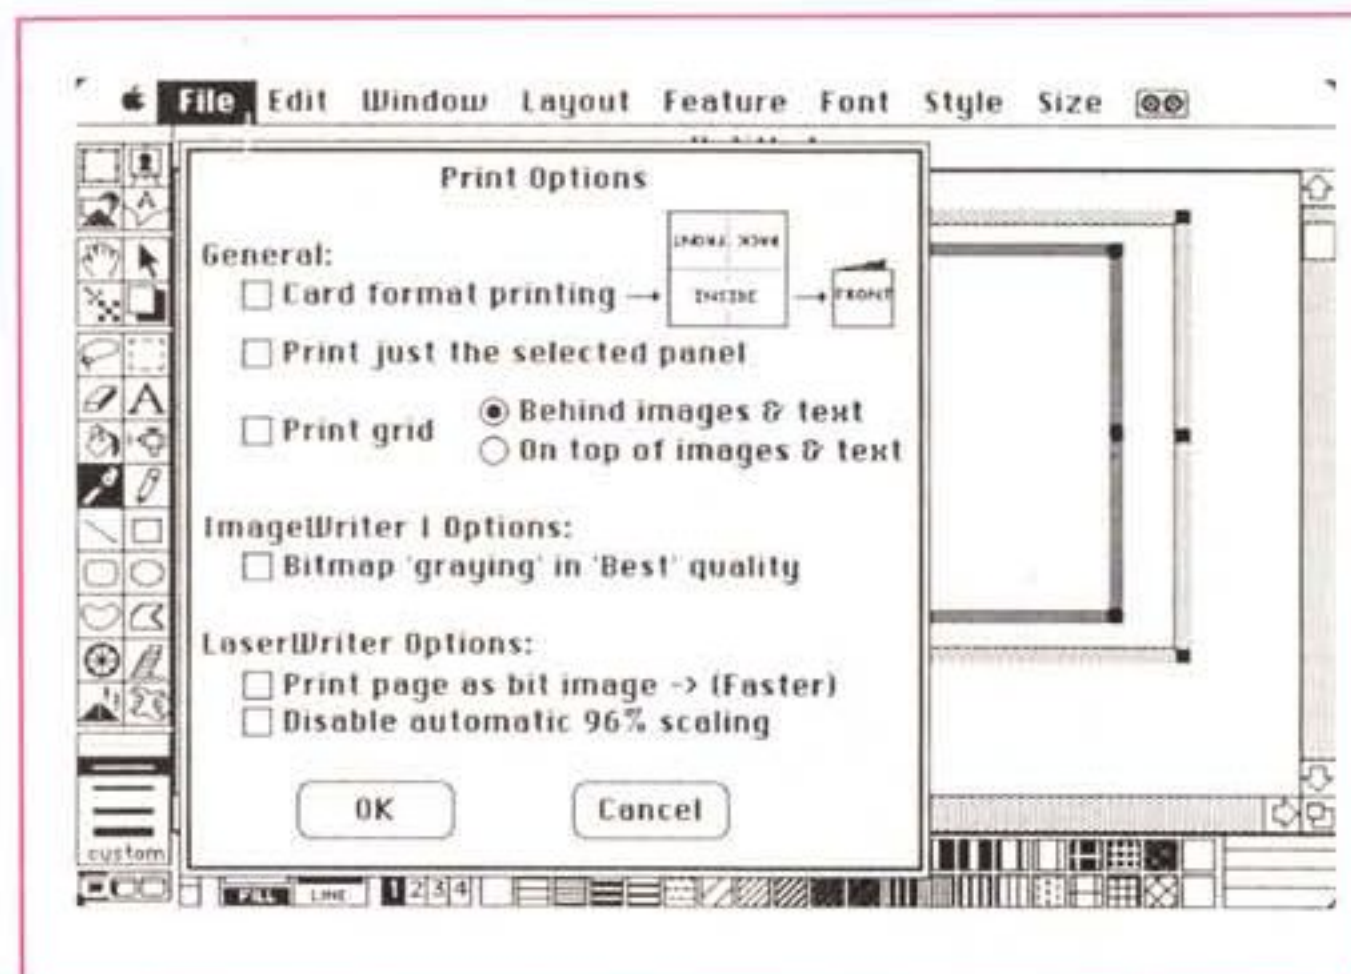 File Edit Window Layout Feature Font Style Size
Print Options
General:
FRONT BACK
Card format printing → INSIDE → FRONT
Print just the selected panel
Print grid
Behind images & text
On top of images & text
ImageWriter I Options:
Bitmap 'graying' in 'Best' quality
LaserWriter Options:
Print page as bit image -> (Faster)
Disable automatic 96% scaling
OK Cancel
custom
FILL LINE 1 2 3 4